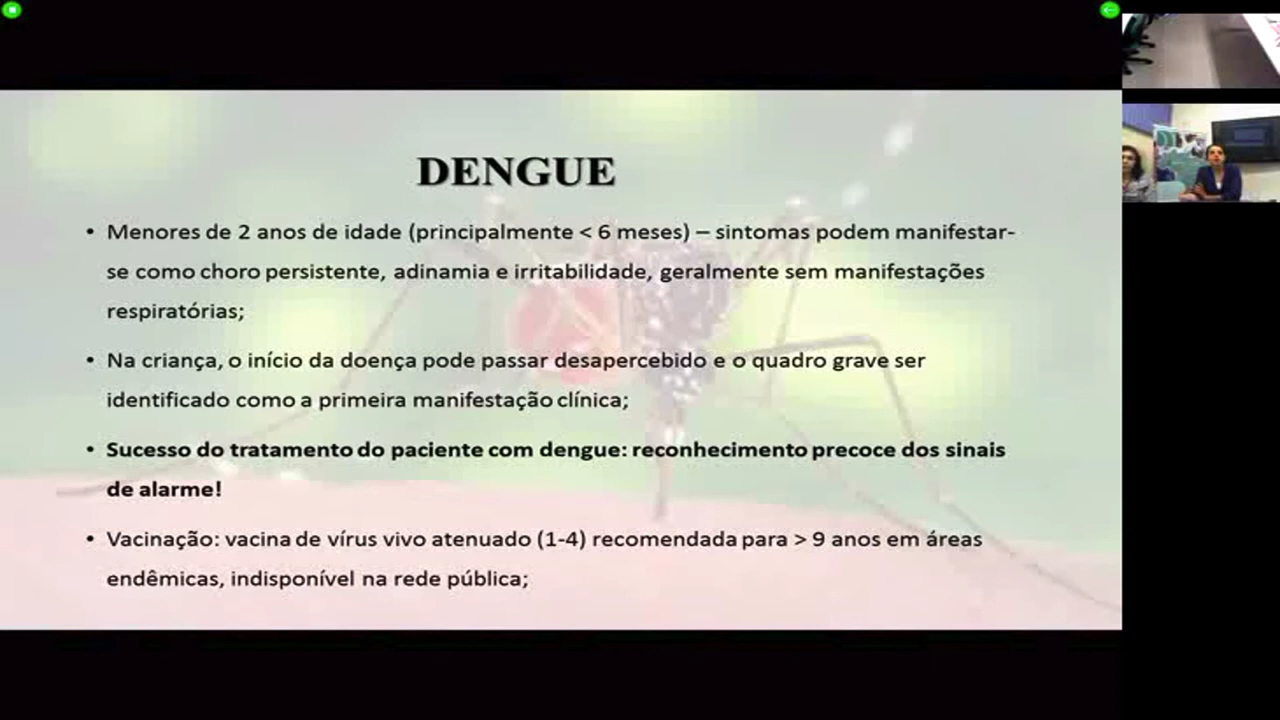 DENGUE
• Menores de 2 anos de idade (principalmente < 6 meses) – sintomas podem manifestar-
se como choro persistente, adinamia e irritabilidade, geralmente sem manifestações
respiratórias;
• Na criança, o início da doença pode passar desapercebido e o quadro grave ser
identificado como a primeira manifestação clínica;
• Sucesso do tratamento do paciente com dengue: reconhecimento precoce dos sinais
de alarme!
• Vacinação: vacina de vírus vivo atenuado (1-4) recomendada para > 9 anos em áreas
endêmicas, indisponível na rede pública;